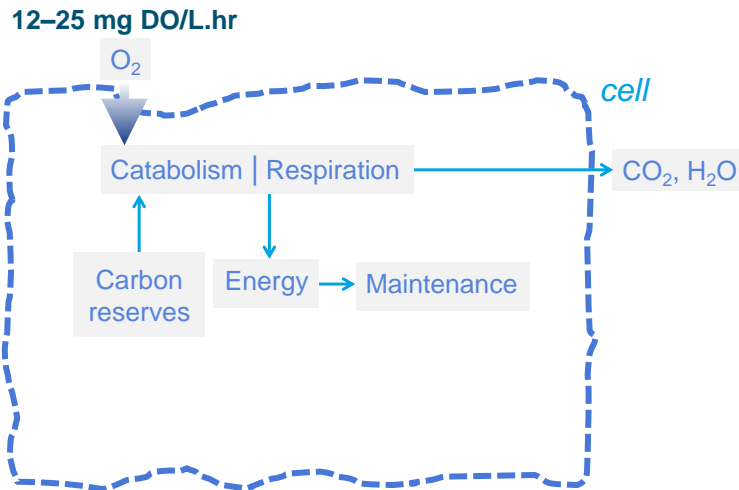 12–25 mg DO/L.hr
O₂
cell
Catabolism | Respiration
CO₂, H₂O
Carbon
reserves
Energy
Maintenance